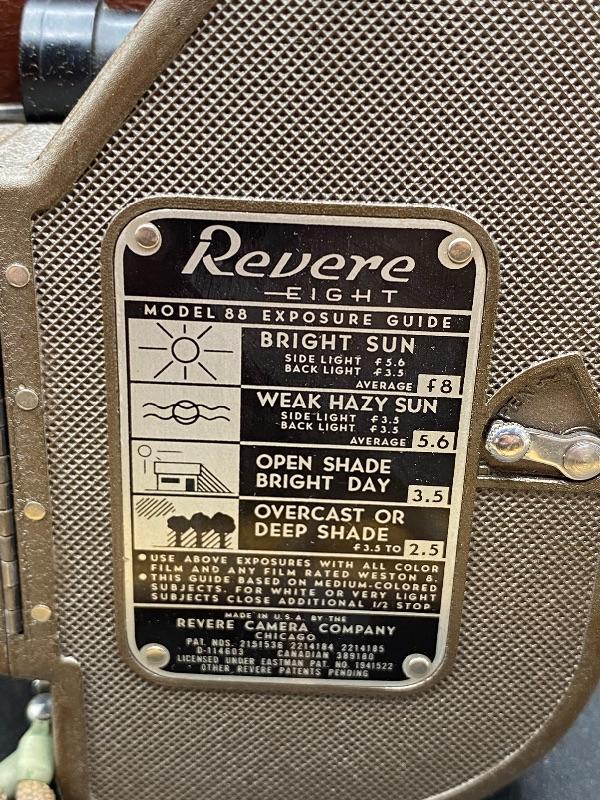 Revere
EIGHT
MODEL 88 EXPOSURE GUIDE
BRIGHT SUN
SIDE LIGHT f5.6
BACK LIGHT f3.5
AVERAGE f8
WEAK HAZY SUN
SIDE LIGHT f3.5
BACK LIGHT f3.5
AVERAGE 5.6
OPEN SHADE
BRIGHT DAY 3.5
OVERCAST OR
DEEP SHADE
f3.5 TO 2.5
• USE ABOVE EXPOSURES WITH ALL COLOR
FILM AND ANY FILM RATED WESTON 8.
• THIS GUIDE BASED ON MEDIUM-COLORED
SUBJECTS. FOR WHITE OR VERY LIGHT
SUBJECTS CLOSE ADDITIONAL 1/2 STOP
MADE IN U.S.A. BY THE
REVERE CAMERA COMPANY
CHICAGO
PAT. NOS. 2151536 2214184 2214185
D-114603 CANADIAN 389180
LICENSED UNDER EASTMAN PAT. NO. 1941522
OTHER REVERE PATENTS PENDING